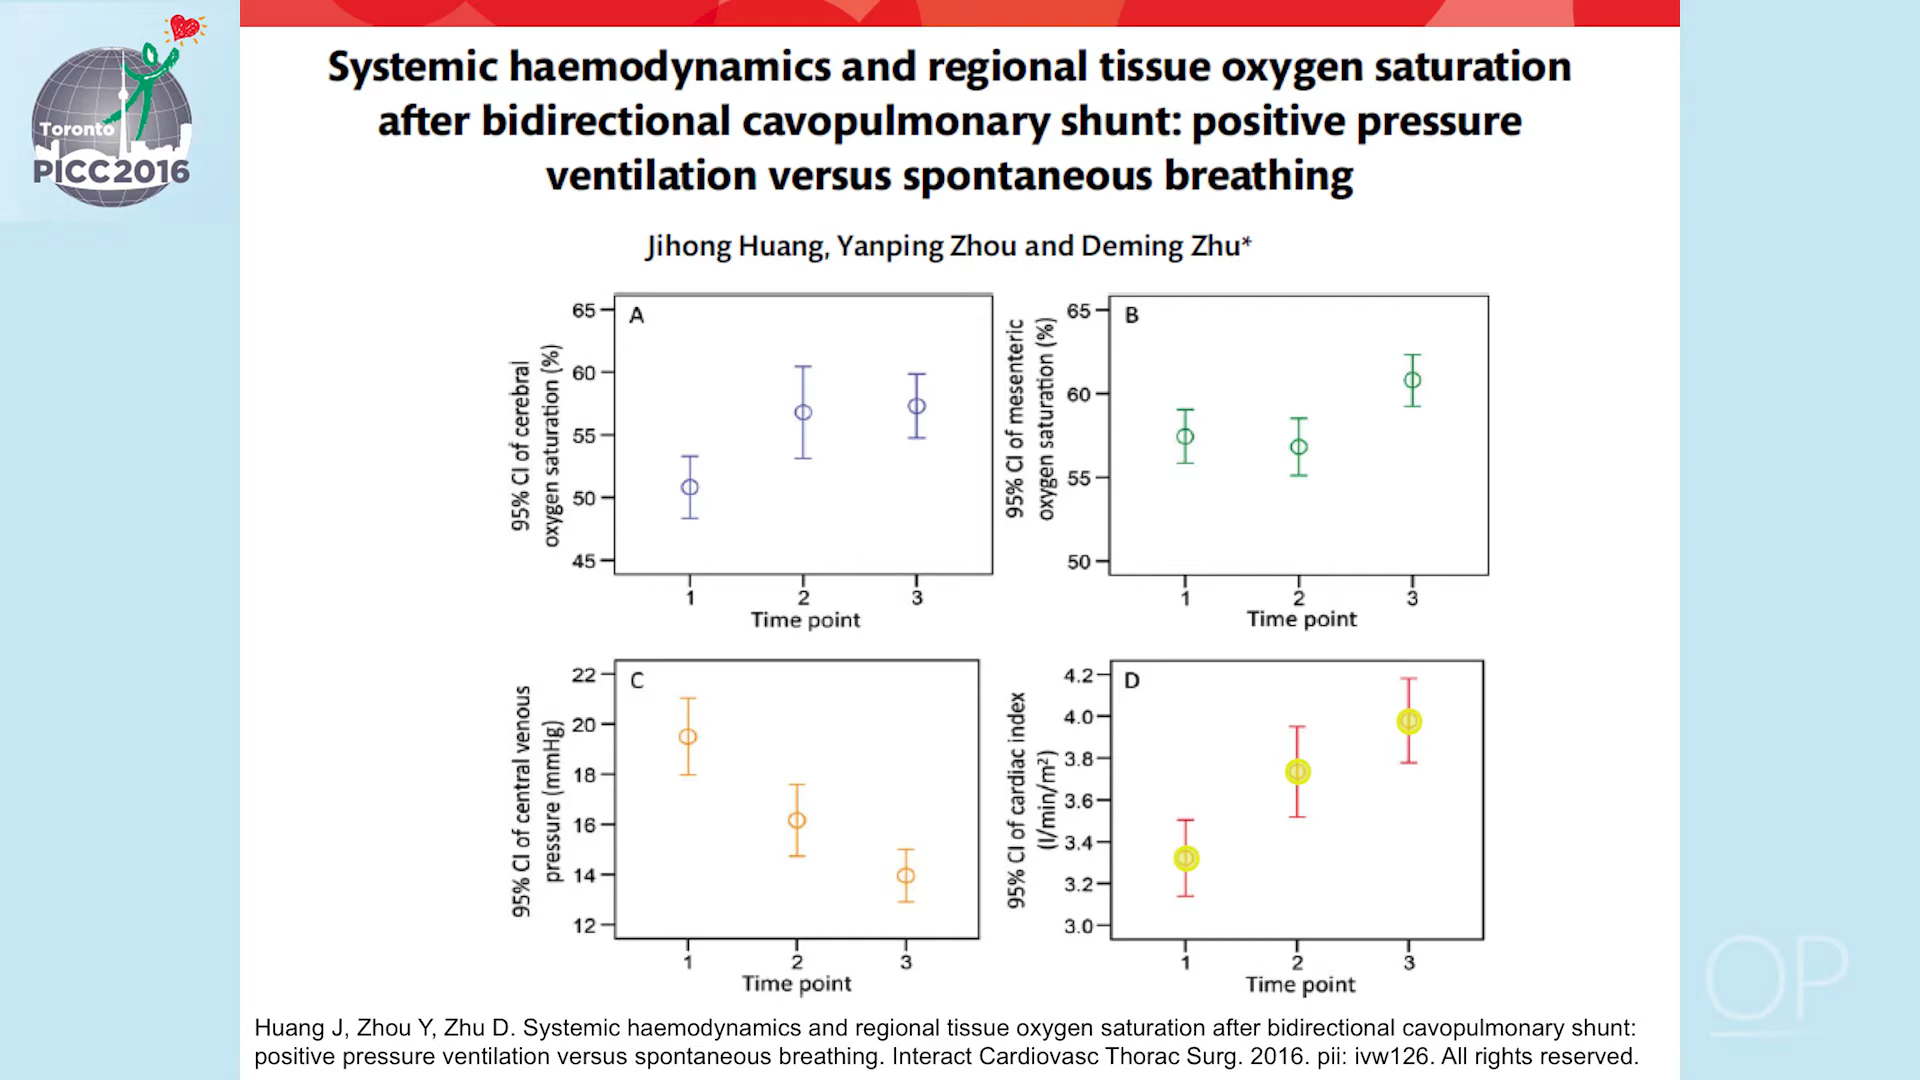 Toronto
PICC2016
Systemic haemodynamics and regional tissue oxygen saturation
after bidirectional cavopulmonary shunt: positive pressure
ventilation versus spontaneous breathing
Jihong Huang, Yanping Zhou and Deming Zhu*
A
95% CI of cerebral
oxygen saturation (%)
65
60
55
50
45
1 2 3
Time point
B
95% CI of mesenteric
oxygen saturation (%)
65
60
55
50
1 2 3
Time point
C
95% CI of central venous
pressure (mmHg)
22
20
18
16
14
12
1 2 3
Time point
D
95% CI of cardiac index
(l/min/m²)
4.2
4.0
3.8
3.6
3.4
3.2
3.0
1 2 3
Time point
Huang J, Zhou Y, Zhu D. Systemic haemodynamics and regional tissue oxygen saturation after bidirectional cavopulmonary shunt:
positive pressure ventilation versus spontaneous breathing. Interact Cardiovasc Thorac Surg. 2016. pii: ivw126. All rights reserved.
OP